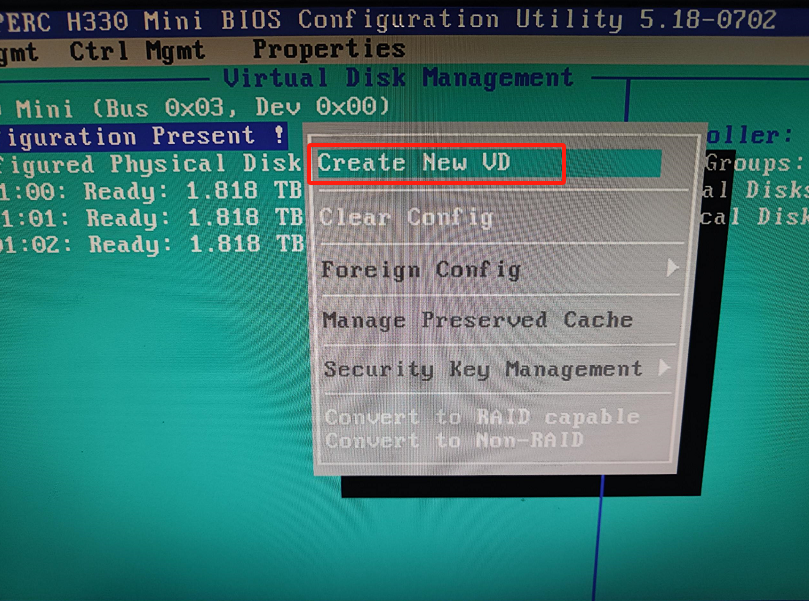 PERC H330 Mini BIOS Configuration Utility 5.18-0702
gmt Ctrl Mgmt Properties
Virtual Disk Management
Mini (Bus 0x03, Dev 0x00)
iguration Present !
figured Physical Disk
1:00: Ready: 1.818 TB
1:01: Ready: 1.818 TB
01:02: Ready: 1.818 TB
Create New VD
Clear Config
Foreign Config
Manage Preserved Cache
Security Key Management
Convert to RAID capable
Convert to Non-RAID
oller:
Groups:
al Disks
cal Disk